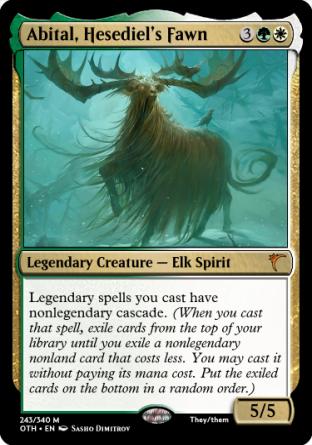 Abital, Hesediel's Fawn 3
Legendary Creature — Elk Spirit
Legendary spells you cast have
nonlegendary cascade. (When you cast
that spell, exile cards from the top of your
library until you exile a nonlegendary
nonland card that costs less. You may cast it
without paying its mana cost. Put the
exiled cards on the bottom in a random order.)
5/5
243/340 M They/them
OTH • EN Sasho Dimitrov